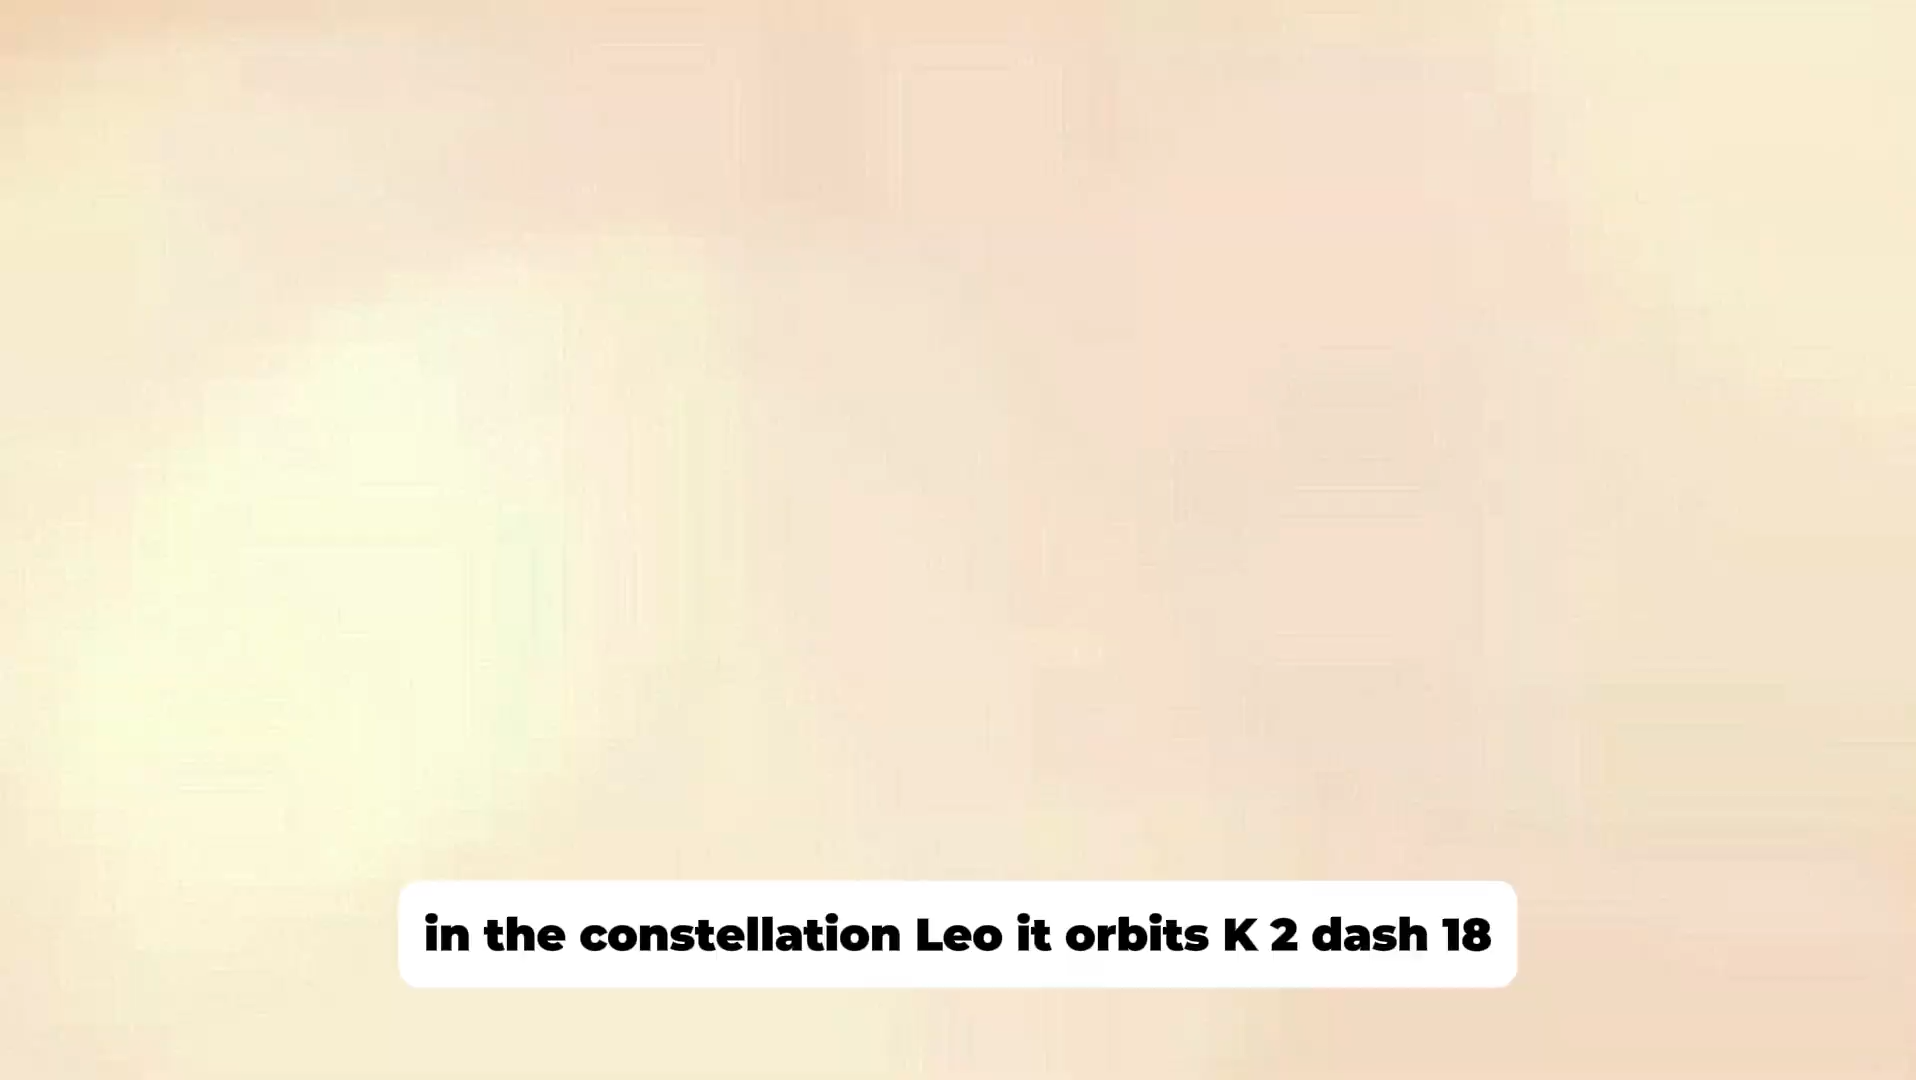 in the constellation Leo it orbits K 2 dash 18